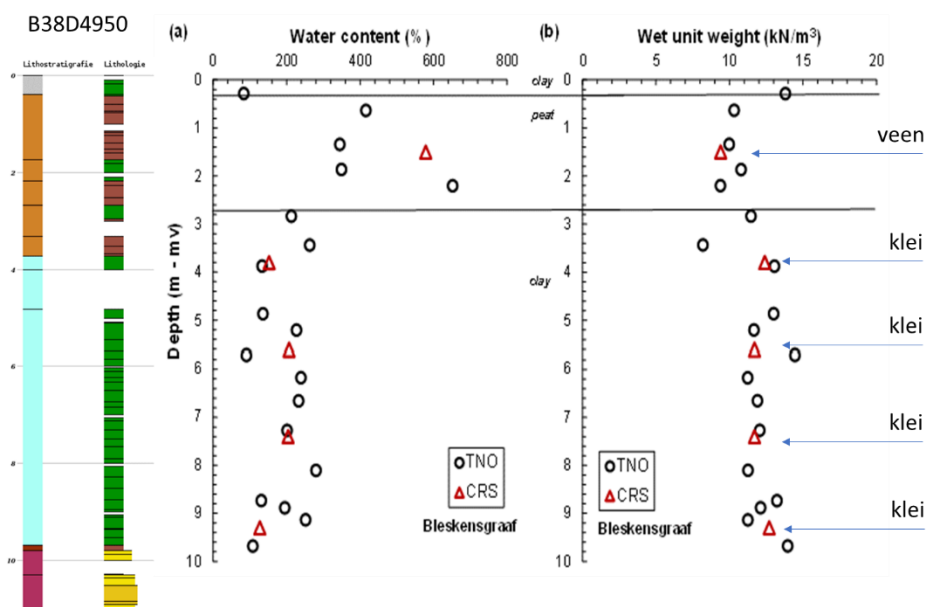 B38D4950
Lithostratigrafie Lithologie
0
2
4
6
8
10
(a) Water content (%)
0 200 400 600 800
Depth (m - mv)
0
1
2
3
4
5
6
7
8
9
10
clay
peat
clay
TNO
CRS
Bleskensgraaf
(b) Wet unit weight (kN/m³)
0 5 10 15 20
0
1
2
3
4
5
6
7
8
9
10
TNO
CRS
Bleskensgraaf
veen
klei
klei
klei
klei